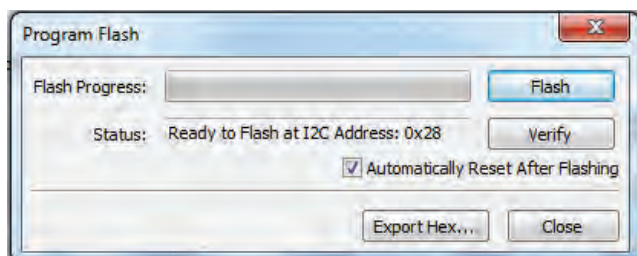 Program Flash
Flash Progress:
Flash
Status: Ready to Flash at I2C Address: 0x28
Verify
Automatically Reset After Flashing
Export Hex...
Close